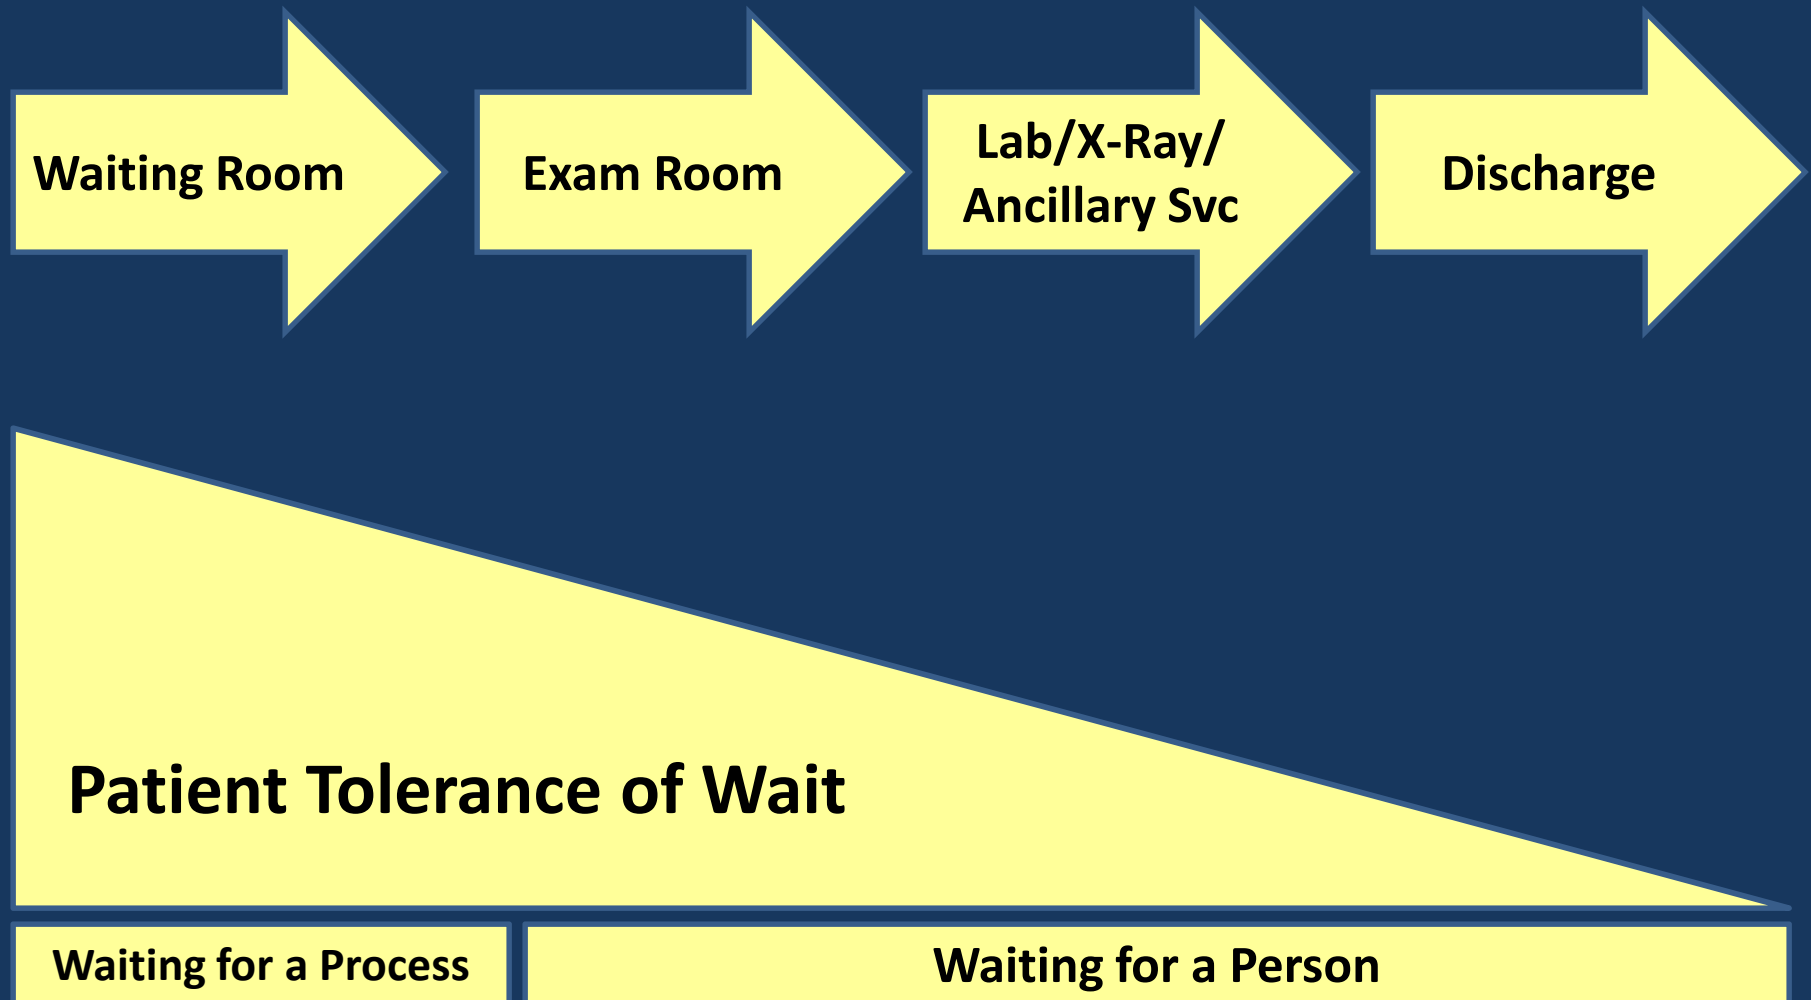 Waiting Room
Exam Room
Lab/X-Ray/
Ancillary Svc
Discharge
Patient Tolerance of Wait
Waiting for a Process
Waiting for a Person